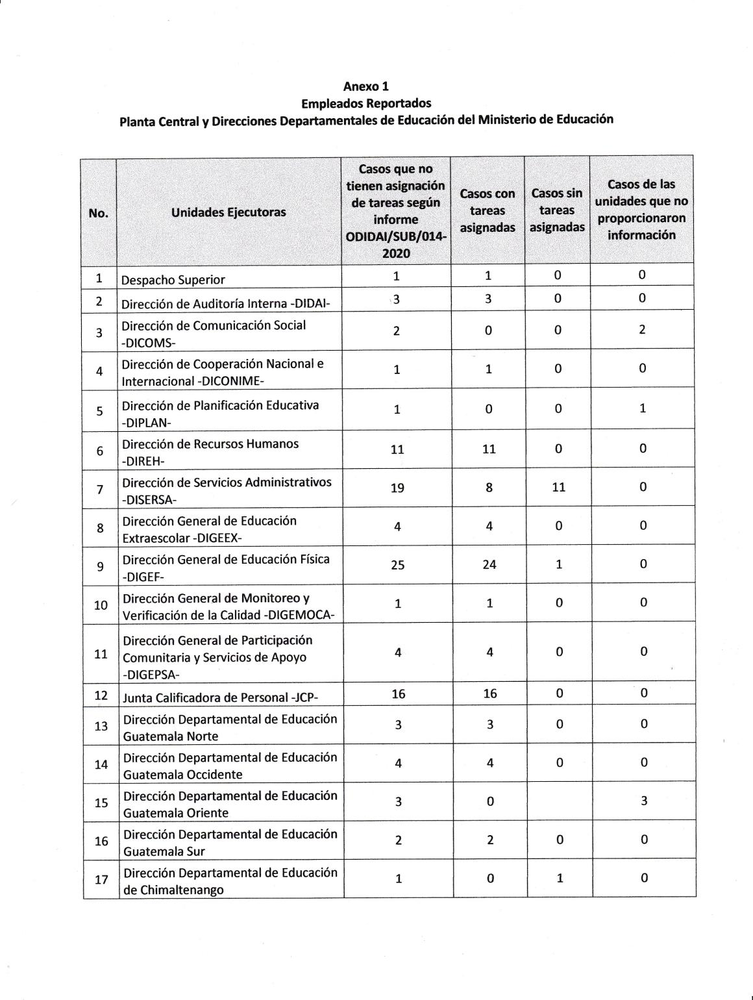 Anexo 1
Empleados Reportados
Planta Central y Direcciones Departamentales de Educación del Ministerio de Educación
No.
Unidades Ejecutoras
Casos que no
tienen asignación
de tareas según
informe
ODIDAI/SUB/014-
2020
Casos con
tareas
asignadas
Casos sin
tareas
asignadas
Casos de las
unidades que no
proporcionaron
información
1 Despacho Superior 1 1 0 0
2 Dirección de Auditoría Interna -DIDAI- 3 3 0 0
3 Dirección de Comunicación Social
-DICOMS- 2 0 0 2
4 Dirección de Cooperación Nacional e
Internacional -DICONIME- 1 1 0 0
5 Dirección de Planificación Educativa
-DIPLAN- 1 0 0 1
6 Dirección de Recursos Humanos
-DIREH- 11 11 0 0
7 Dirección de Servicios Administrativos
-DISERSA- 19 8 11 0
8 Dirección General de Educación
Extraescolar -DIGEEX- 4 4 0 0
9 Dirección General de Educación Física
-DIGEF- 25 24 1 0
10 Dirección General de Monitoreo y
Verificación de la Calidad -DIGEMOCA- 1 1 0 0
11 Dirección General de Participación
Comunitaria y Servicios de Apoyo
-DIGEPSA- 4 4 0 0
12 Junta Calificadora de Personal -JCP- 16 16 0 0
13 Dirección Departamental de Educación
Guatemala Norte 3 3 0 0
14 Dirección Departamental de Educación
Guatemala Occidente 4 4 0 0
15 Dirección Departamental de Educación
Guatemala Oriente 3 0 3
16 Dirección Departamental de Educación
Guatemala Sur 2 2 0 0
17 Dirección Departamental de Educación
de Chimaltenango 1 0 1 0